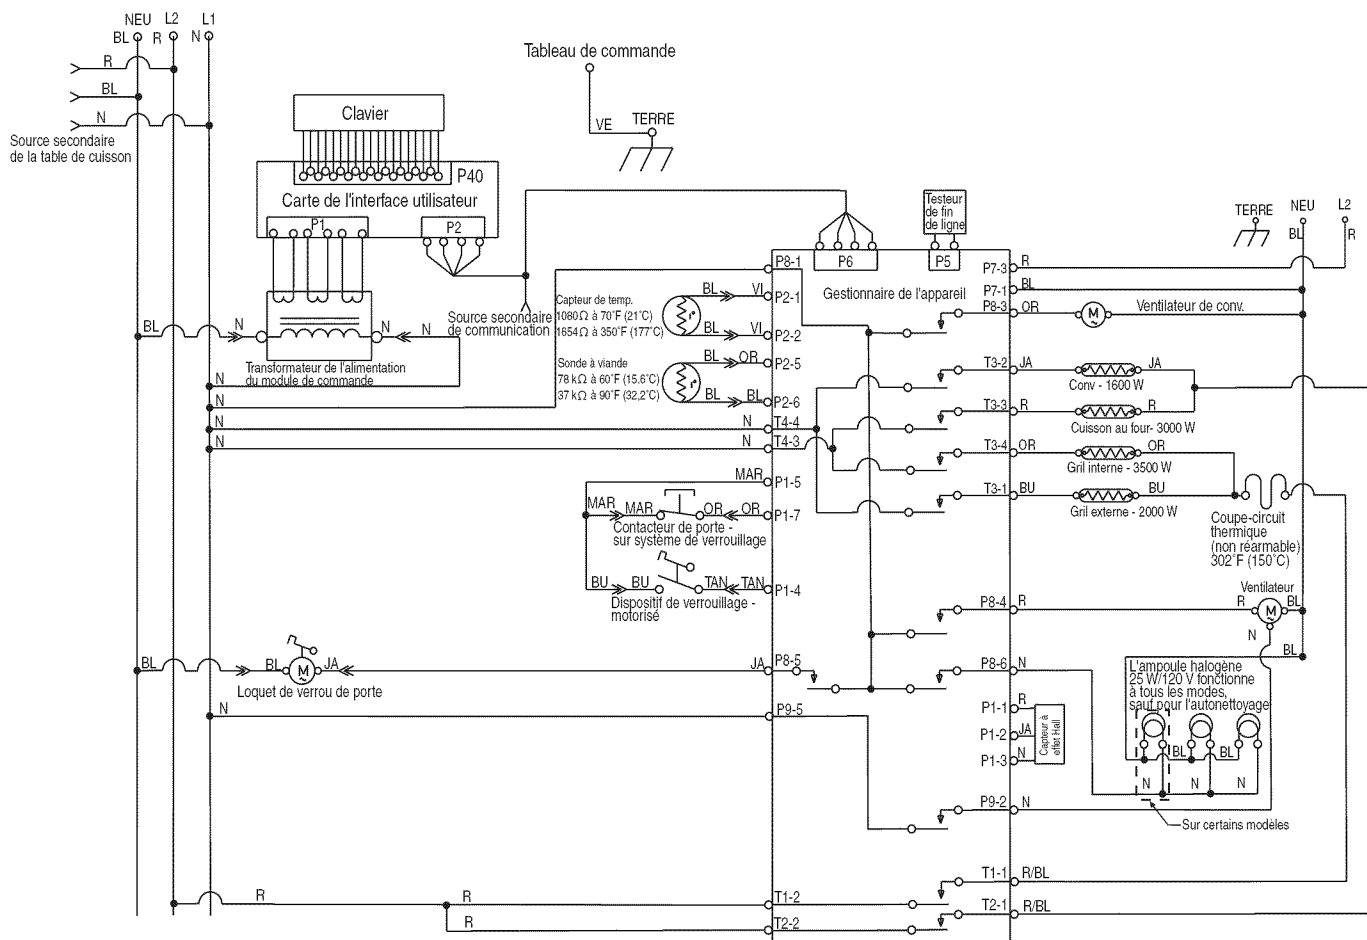 NEU L2 L1
BL R N
R
BL
N
Source secondaire
de la table de cuisson
Tableau de commande
VE TERRE
Clavier
P40
Carte de l'interface utilisateur
P1
P2
BL N N N
Transformateur de l'alimentation
du module de commande
Source secondaire
de communication
N
N
N N
N N
Capteur de temp.
1080Ω à 70°F (21°C)
1654Ω à 350°F (177°C)
BL VI
BL VI
Sonde à viande
78 kΩ à 60°F (15,6°C)
37 kΩ à 90°F (32,2°C)
BL OR
BL BL
P8-1
P2-1
P2-2
P2-5
P2-6
T4-4
T4-3
P6
Testeur
de fin
de ligne
P5
Gestionnaire de l'appareil
MAR P1-5
MAR MAR OR OR P1-7
Contacteur de porte -
sur système de verrouillage
BU BU TAN TAN P1-4
Dispositif de verrouillage -
motorisé
BL BL M JA JA P8-5
Loquet de verrou de porte
N P9-5
R R T1-2
R T2-2
TERRE NEU L2
BL R
P7-3 R
P7-1 BL
P8-3 OR M Ventilateur de conv.
T3-2 JA JA
Conv - 1600 W
T3-3 R R
Cuisson au four- 3000 W
T3-4 OR OR
Gril interne - 3500 W
T3-1 BU BU
Gril externe - 2000 W
Coupe-circuit
thermique
(non réarmable)
302°F (150°C)
Ventilateur
P8-4 R R M BL
N
BL
P8-6 N
L'ampoule halogène
25 W/120 V fonctionne
à tous les modes,
sauf pour l'autonettoyage
P1-1 R
P1-2 JA
P1-3 N
Capteur à
effet Hall
BL BL
N N N
P9-2 N
Sur certains modèles
T1-1 R/BL
T2-1 R/BL